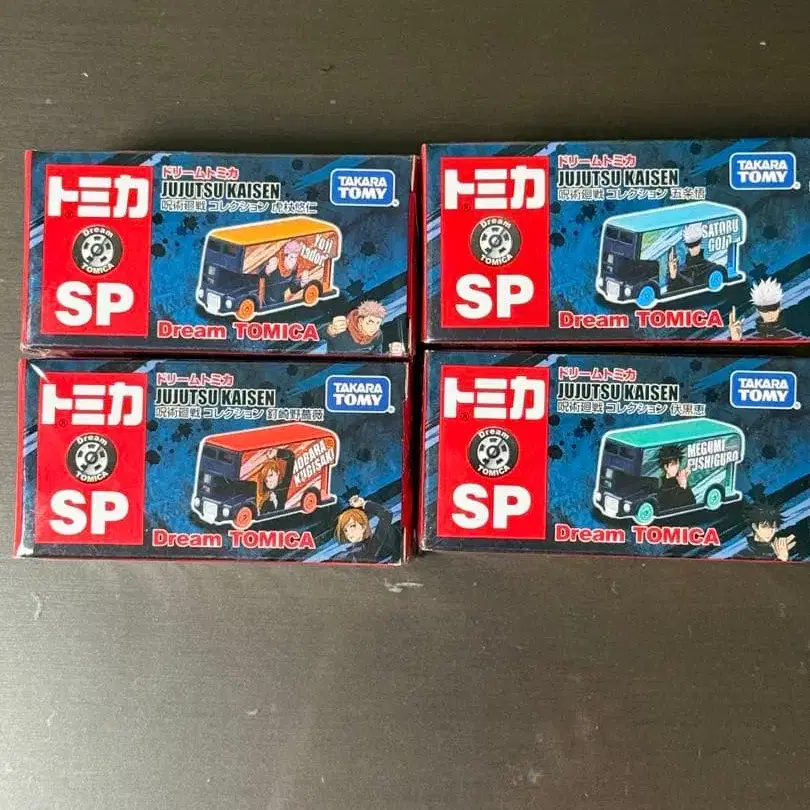 トミカ
Dream
TOMICA
SP
ドリームトミカ
JUJUTSU KAISEN
呪術廻戦 コレクション 虎杖悠仁
TAKARA
TOMY
Yuji
Itadori
Dream TOMICA
トミカ
Dream
TOMICA
SP
ドリームトミカ
JUJUTSU KAISEN
呪術廻戦 コレクション 五条悟
TAKARA
TOMY
SATORU
GOJO
Dream TOMICA
トミカ
Dream
TOMICA
SP
ドリームトミカ
JUJUTSU KAISEN
呪術廻戦 コレクション 釘崎野薔薇
TAKARA
TOMY
NOBARA
KUGISAKI
Dream TOMICA
トミカ
Dream
TOMICA
SP
ドリームトミカ
JUJUTSU KAISEN
呪術廻戦 コレクション 伏黒恵
TAKARA
TOMY
MEGUMI
FUSHIGURO
Dream TOMICA